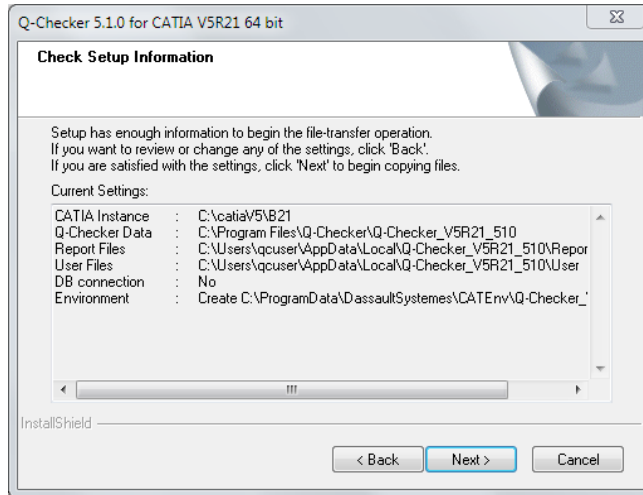 Q-Checker 5.1.0 for CATIA V5R21 64 bit
Check Setup Information
Setup has enough information to begin the file-transfer operation.
If you want to review or change any of the settings, click 'Back'.
If you are satisfied with the settings, click 'Next' to begin copying files.
Current Settings:
CATIA Instance : C:\catiaV5\B21
Q-Checker Data : C:\Program Files\Q-Checker\Q-Checker_V5R21_510
Report Files : C:\Users\qcuser\AppData\Local\Q-Checker_V5R21_510\Repor
User Files : C:\Users\qcuser\AppData\Local\Q-Checker_V5R21_510\User
DB connection : No
Environment : Create C:\ProgramData\DassaultSystemes\CATEnv\Q-Checker_
InstallShield
< Back Next > Cancel